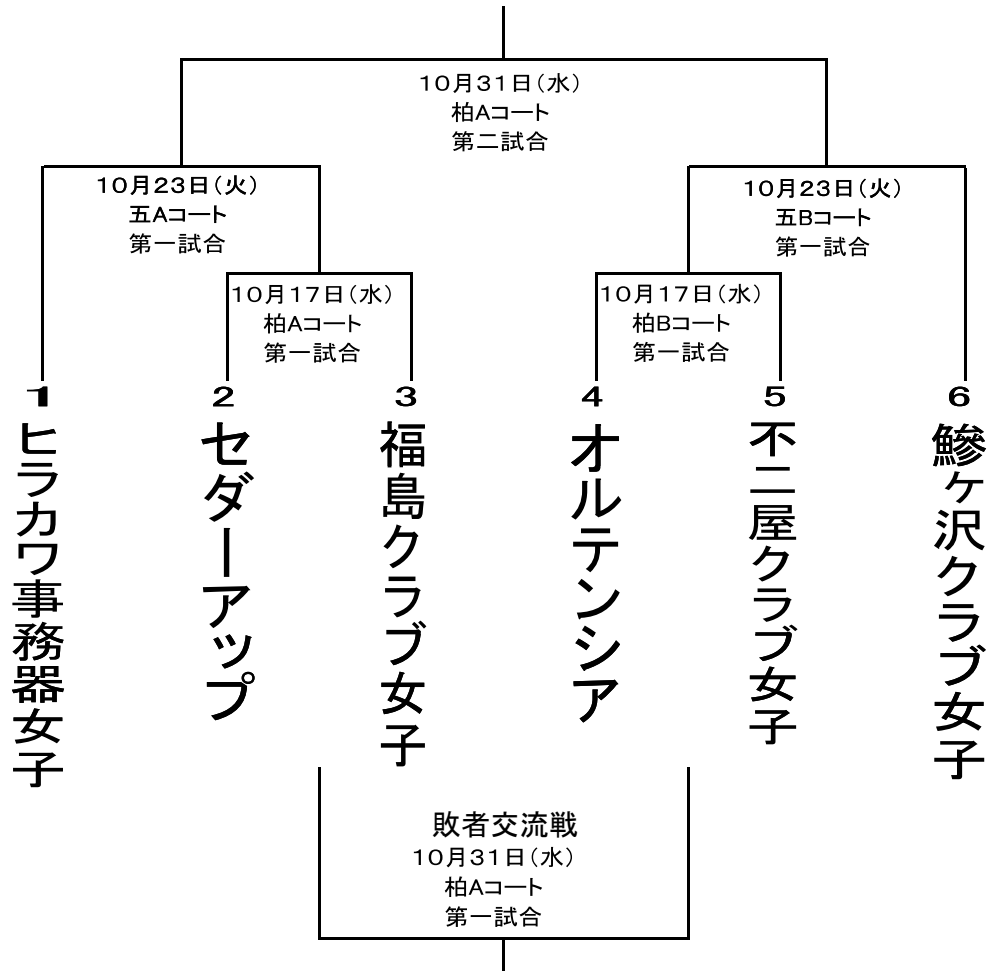 10月31日(水)
柏Aコート
第二試合
10月23日(火)
五Aコート
第一試合
10月23日(火)
五Bコート
第一試合
10月17日(水)
柏Aコート
第一試合
10月17日(水)
柏Bコート
第一試合
1
ヒラカワ事務器女子
2
セダーアップ
3
福島クラブ女子
4
オルテンシア
5
不二屋クラブ女子
6
鰺ヶ沢クラブ女子
敗者交流戦
10月31日(水)
柏Aコート
第一試合